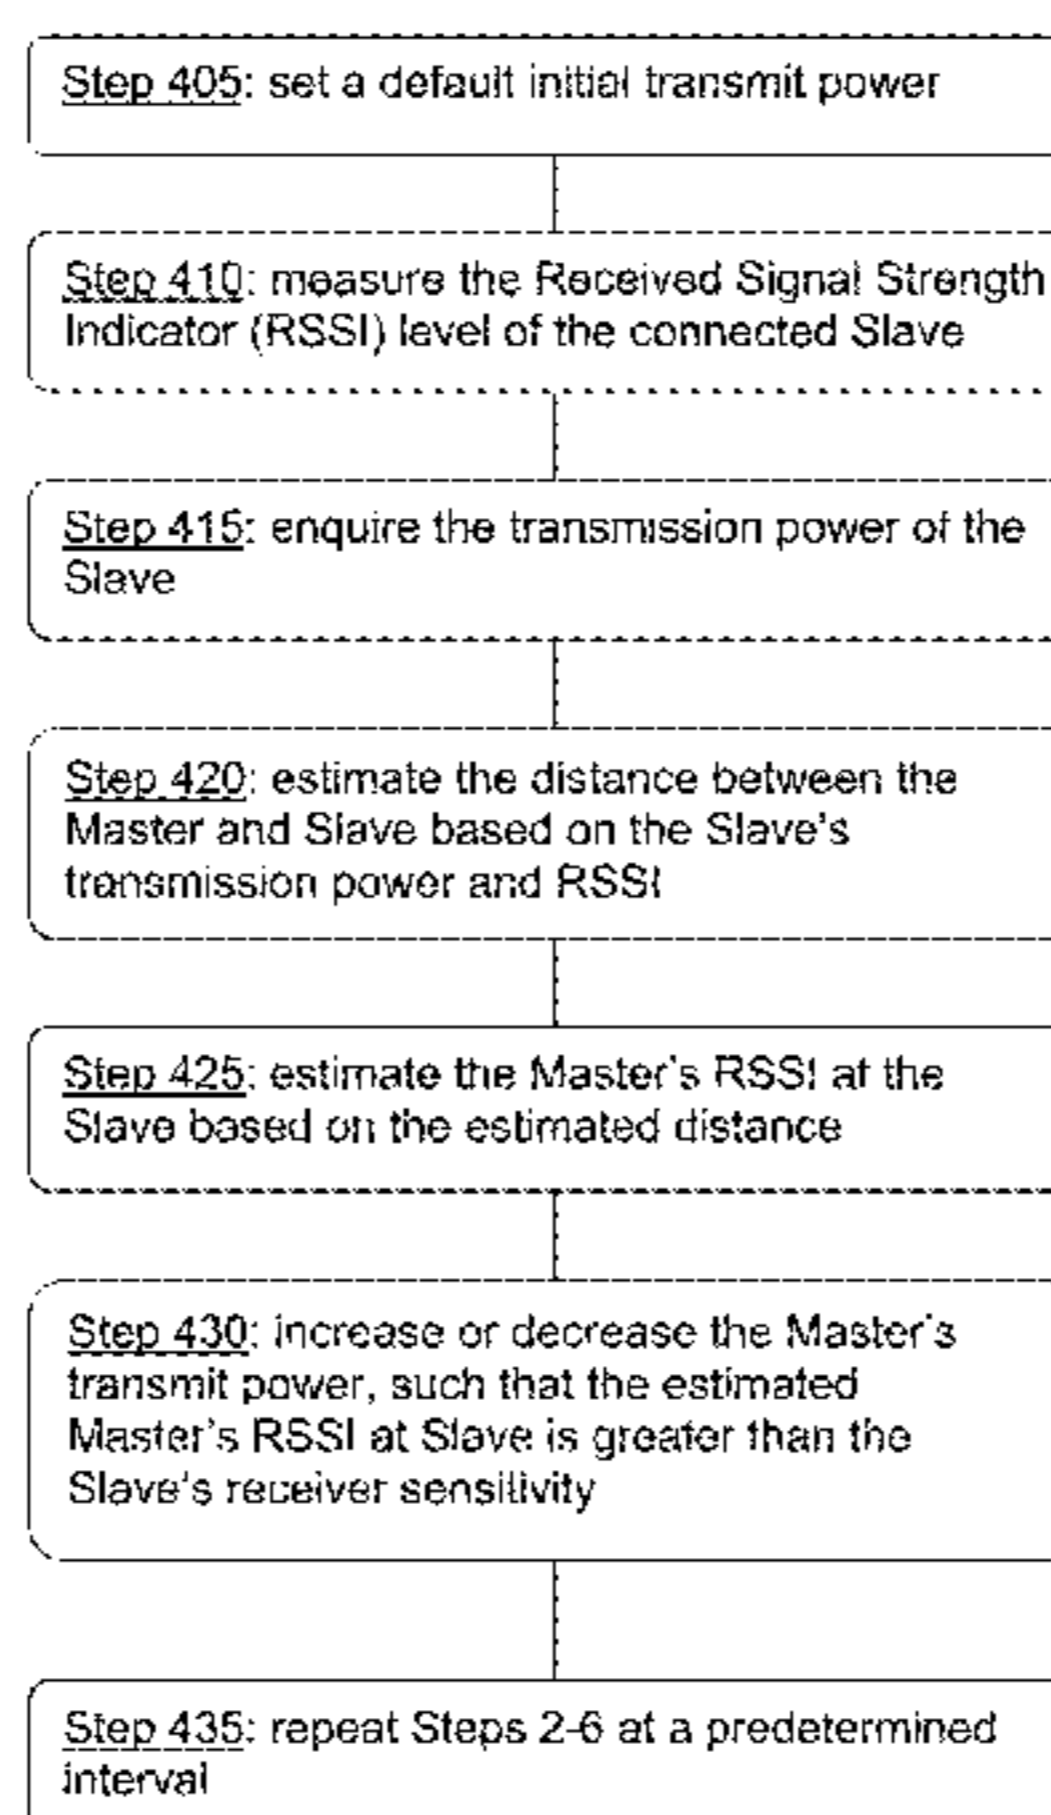 Step 405: set a default initial transmit power
Step 410: measure the Received Signal Strength
Indicator (RSSI) level of the connected Slave
Step 415: enquire the transmission power of the
Slave
Step 420: estimate the distance between the
Master and Slave based on the Slave's
transmission power and RSSI
Step 425: estimate the Master's RSSI at the
Slave based on the estimated distance
Step 430: increase or decrease the Master's
transmit power, such that the estimated
Master's RSSI at Slave is greater than the
Slave's receiver sensitivity
Step 435: repeat Steps 2-6 at a predetermined
interval